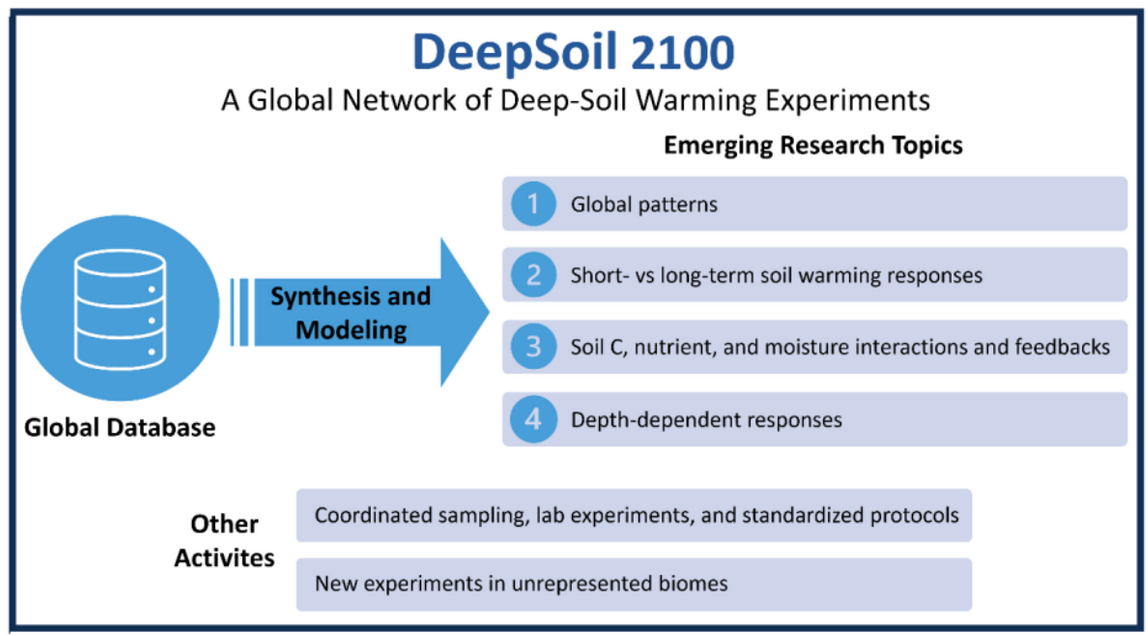 DeepSoil 2100
A Global Network of Deep-Soil Warming Experiments
Emerging Research Topics
1 Global patterns
2 Short- vs long-term soil warming responses
3 Soil C, nutrient, and moisture interactions and feedbacks
4 Depth-dependent responses
Synthesis and
Modeling
Global Database
Other
Activites
Coordinated sampling, lab experiments, and standardized protocols
New experiments in unrepresented biomes